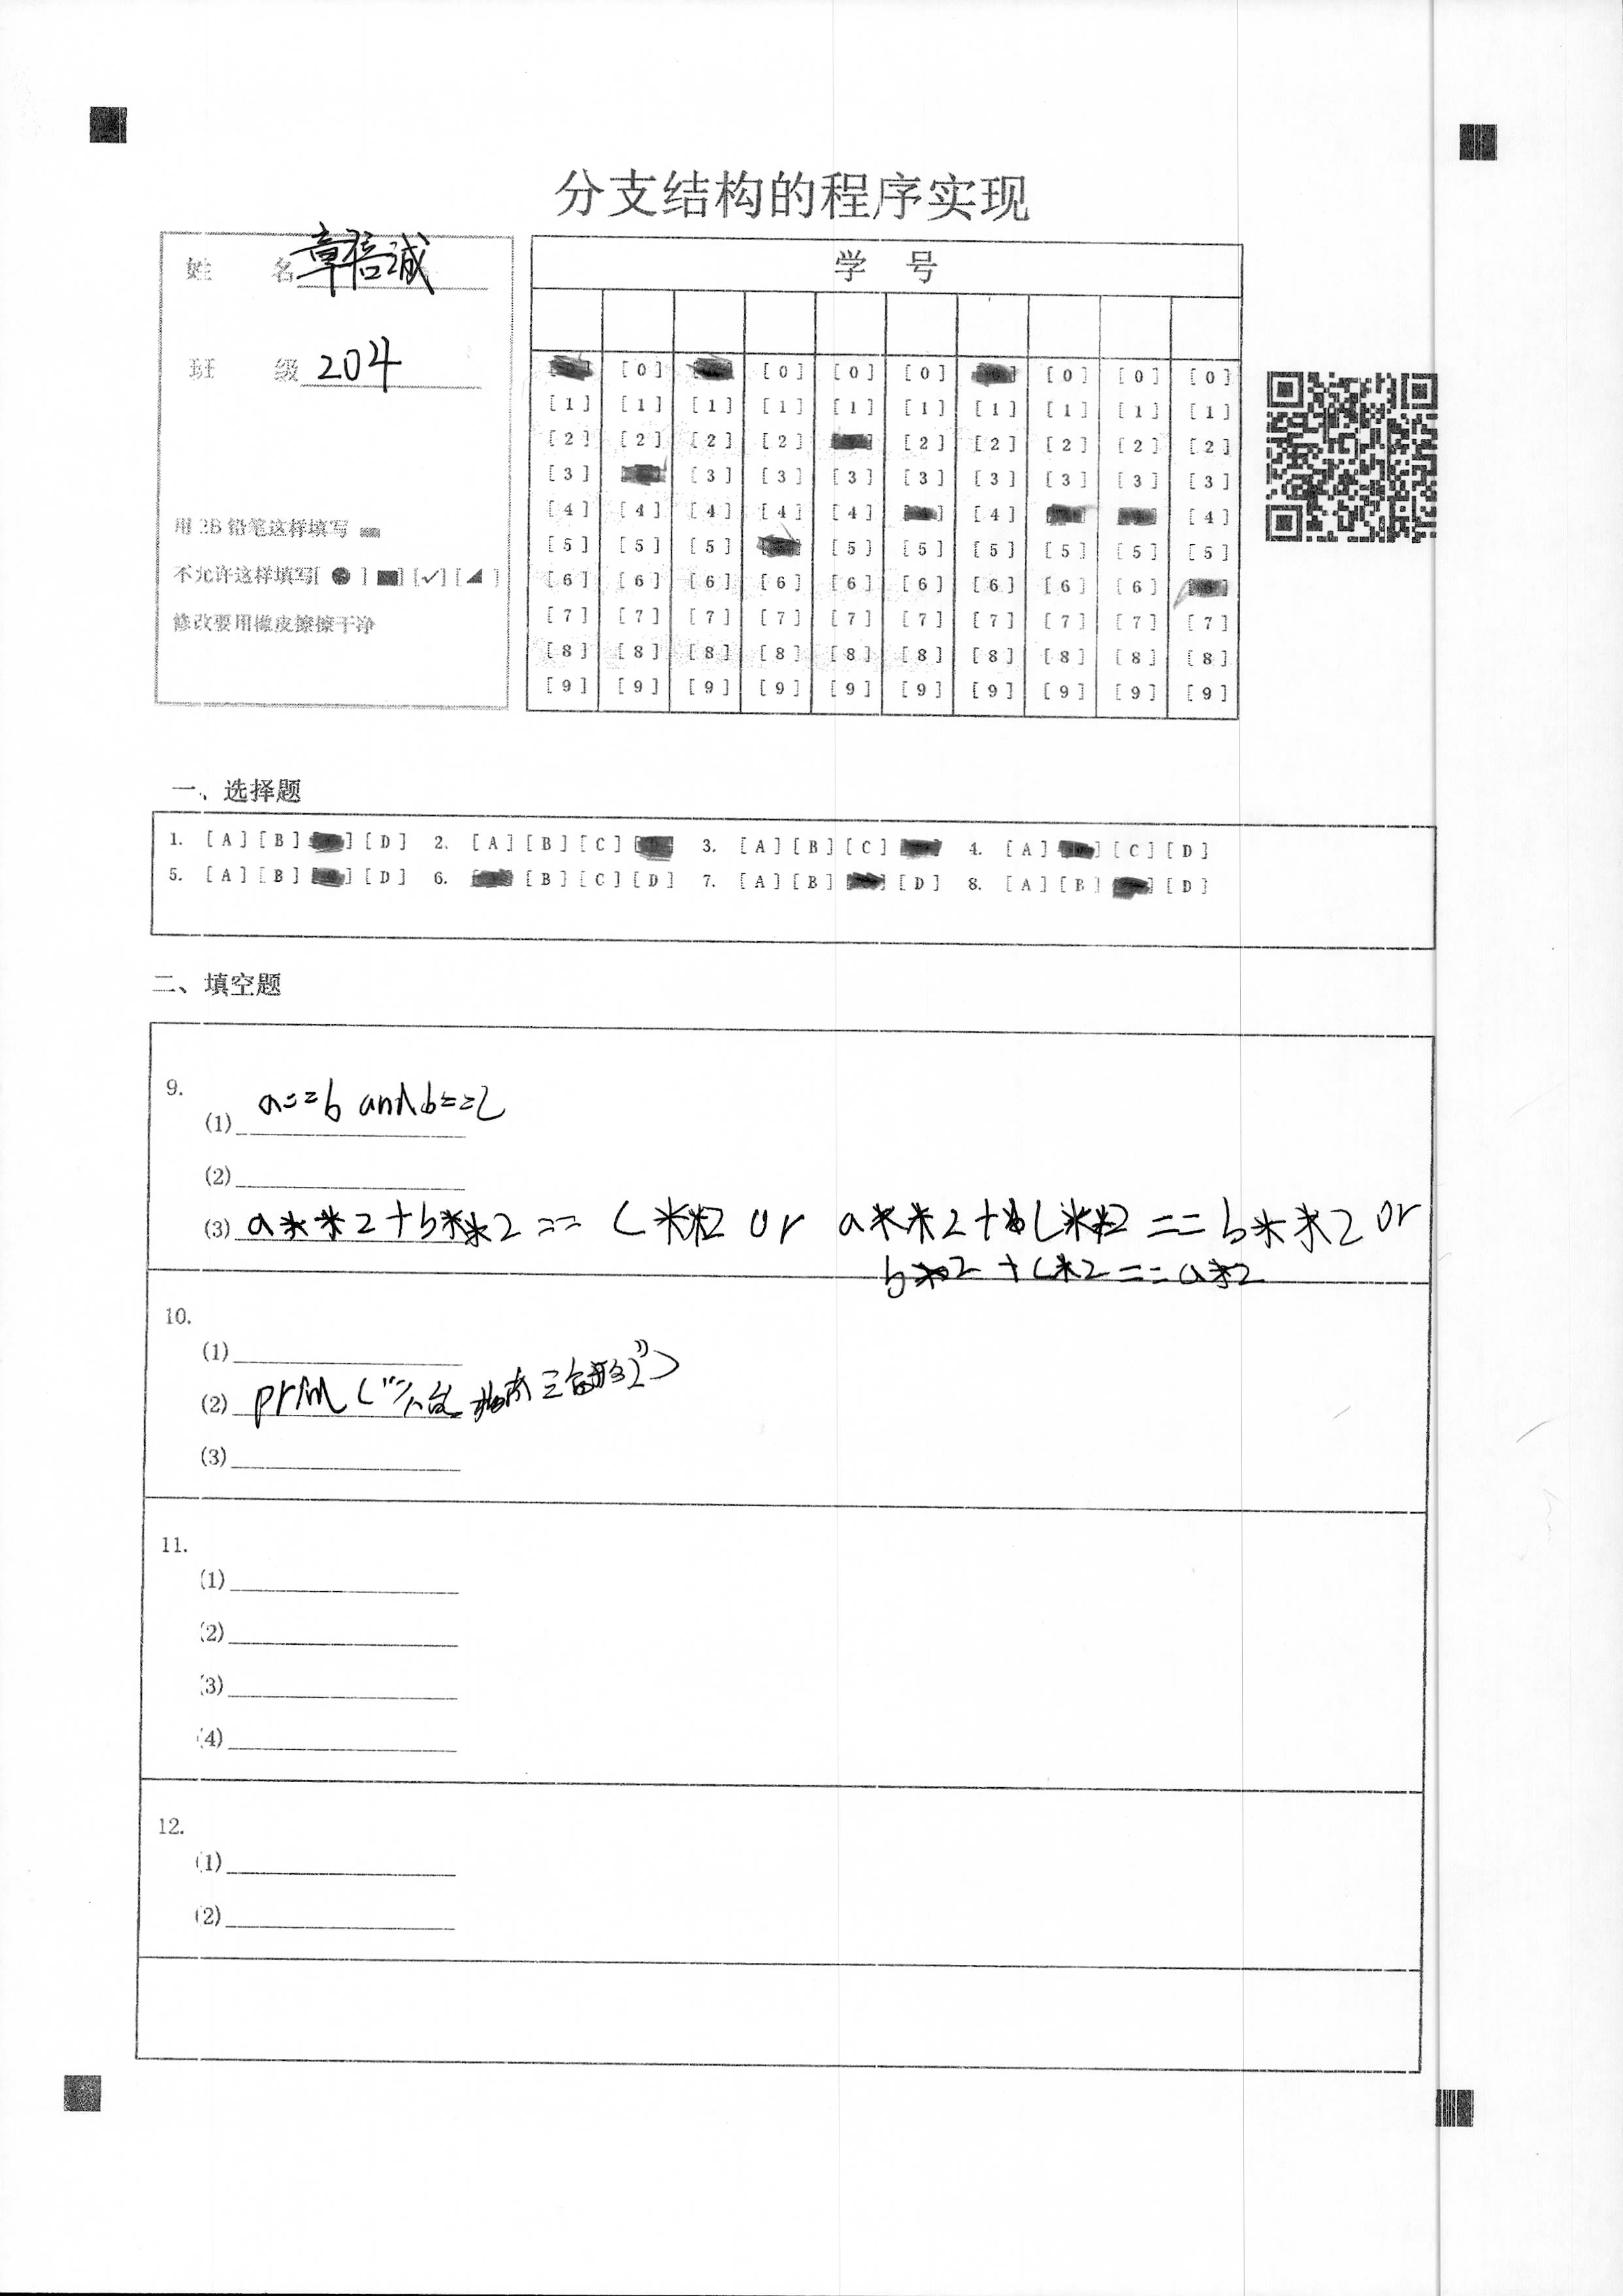 分支结构的程序实现
姓 名 章信诚
班 级 204
用 2B 铅笔这样填写
不允许这样填写[ ● ] ■] [✓] [◢ ]
修改要用橡皮擦擦干净
学 号
[0] [0] [0] [0] [0] [0]
[1] [1] [1] [1] [1] [1] [1] [1] [1] [1]
[2] [2] [2] [2] [2] [2] [2] [2] [2]
[3] [3] [3] [3] [3] [3] [3] [3] [3]
[4] [4] [4] [4] [4] [4] [4]
[5] [5] [5] [5] [5] [5] [5] [5] [5]
[6] [6] [6] [6] [6] [6] [6] [6] [6]
[7] [7] [7] [7] [7] [7] [7] [7] [7] [7]
[8] [8] [8] [8] [8] [8] [8] [8] [8] [8]
[9] [9] [9] [9] [9] [9] [9] [9] [9] [9]
一、选择题
1. [A] [B] [D] 2. [A] [B] [C] 3. [A] [B] [C] 4. [A] [C] [D]
5. [A] [B] [D] 6. [B] [C] [D] 7. [A] [B] [D] 8. [A] [B] [D]
二、填空题
9.
(1) a==b and b==c
(2)
(3) a**2+b**2 == c**2 or a**2+c**2 ==b**2 or
b**2 +c**2 ==a**2
10.
(1)
(2) print ("不能构成三角形")
(3)
11.
(1)
(2)
(3)
(4)
12.
(1)
(2)